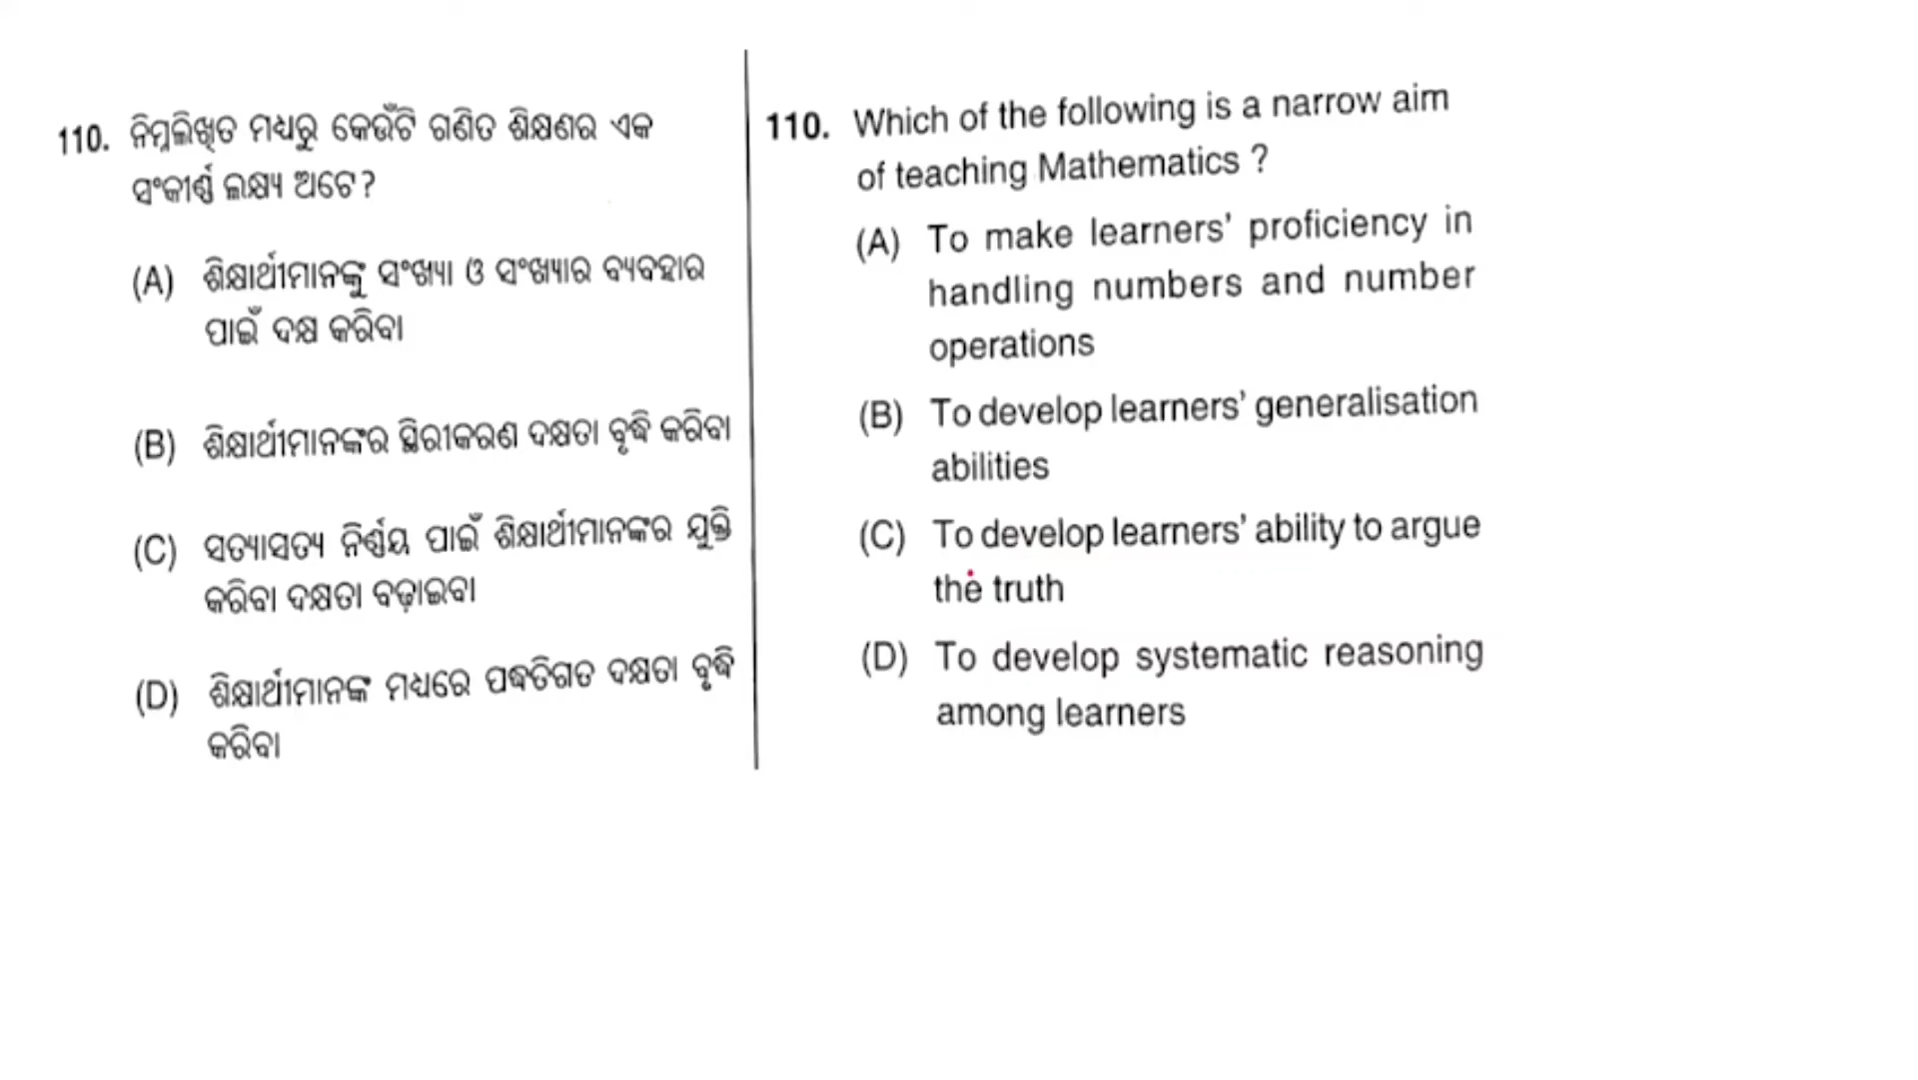 110. ନିମ୍ନଲିଖିତ ମଧ୍ୟରୁ କେଉଁଟି ଗଣିତ ଶିକ୍ଷଣର ଏକ
ସଂକୀର୍ଣ୍ଣ ଲକ୍ଷ୍ୟ ଅଟେ?
(A) ଶିକ୍ଷାର୍ଥୀମାନଙ୍କୁ ସଂଖ୍ୟା ଓ ସଂଖ୍ୟାର ବ୍ୟବହାର
ପାଇଁ ଦକ୍ଷ କରିବା
(B) ଶିକ୍ଷାର୍ଥୀମାନଙ୍କର ସ୍ଥିରୀକରଣ ଦକ୍ଷତା ବୃଦ୍ଧି କରିବା
(C) ସତ୍ୟାସତ୍ୟ ନିର୍ଣ୍ଣୟ ପାଇଁ ଶିକ୍ଷାର୍ଥୀମାନଙ୍କର ଯୁକ୍ତି
କରିବା ଦକ୍ଷତା ବଢ଼ାଇବା
(D) ଶିକ୍ଷାର୍ଥୀମାନଙ୍କ ମଧ୍ୟରେ ପଦ୍ଧତିଗତ ଦକ୍ଷତା ବୃଦ୍ଧି
କରିବା
110. Which of the following is a narrow aim
of teaching Mathematics ?
(A) To make learners' proficiency in
handling numbers and number
operations
(B) To develop learners' generalisation
abilities
(C) To develop learners' ability to argue
the truth
(D) To develop systematic reasoning
among learners